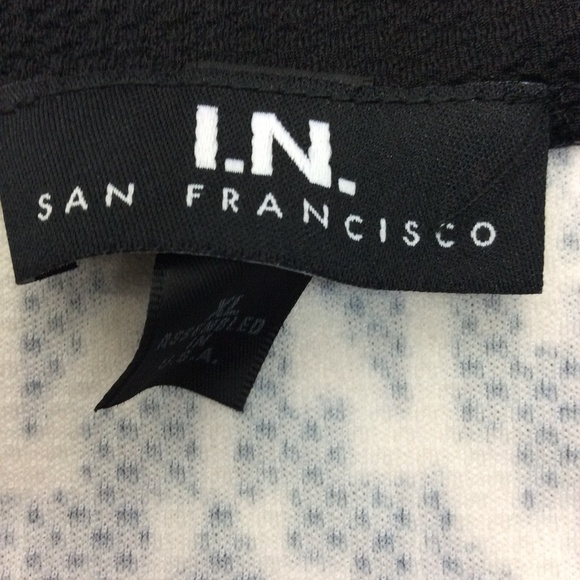 I.N.
SAN FRANCISCO
XL
ASSEMBLED
IN
U.S.A.